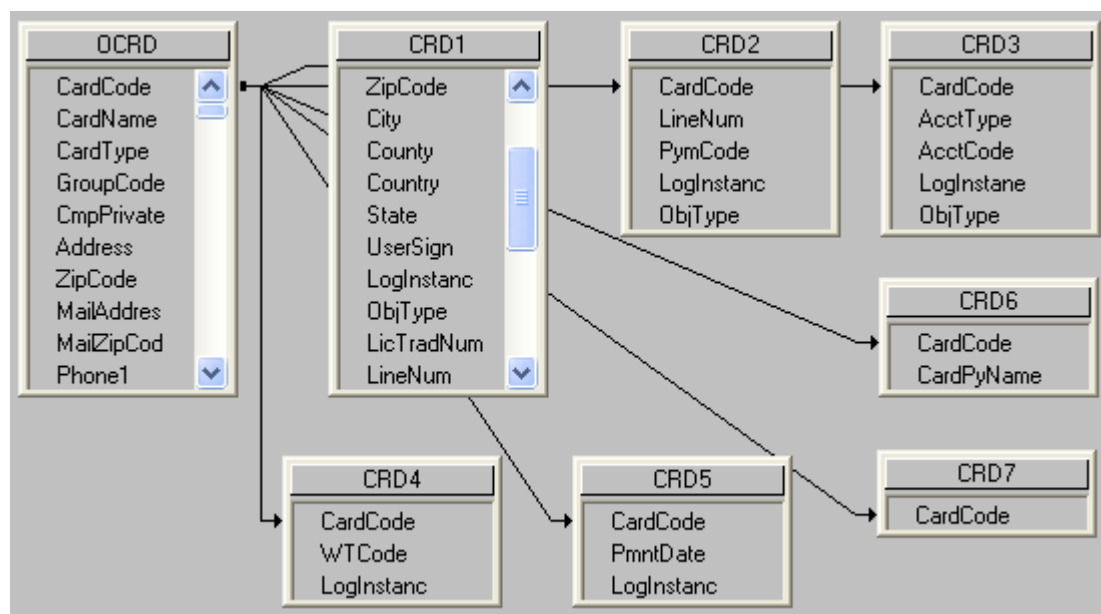 OCRD
CardCode
CardName
CardType
GroupCode
CmpPrivate
Address
ZipCode
MailAddres
MailZipCod
Phone1
CRD1
ZipCode
City
County
Country
State
UserSign
LogInstanc
ObjType
LicTradNum
LineNum
CRD2
CardCode
LineNum
PymCode
LogInstanc
ObjType
CRD3
CardCode
AcctType
AcctCode
LogInstane
ObjType
CRD6
CardCode
CardPyName
CRD4
CardCode
WTCode
LogInstanc
CRD5
CardCode
PmntDate
LogInstanc
CRD7
CardCode